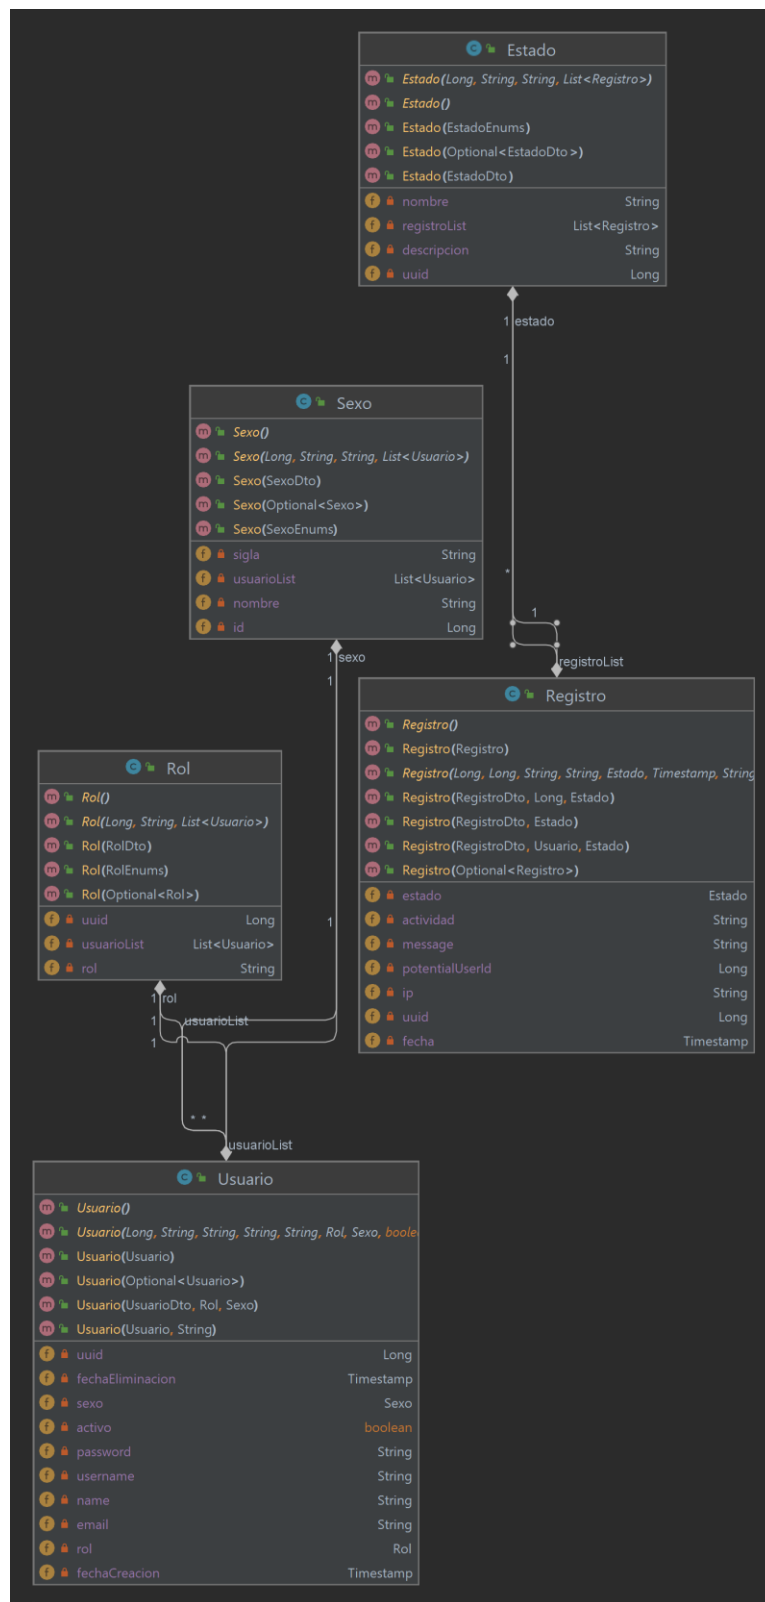 Estado
Estado(Long, String, String, List<Registro>)
Estado()
Estado(EstadoEnums)
Estado(Optional<EstadoDto>)
Estado(EstadoDto)
nombre String
registroList List<Registro>
descripcion String
uuid Long
1 estado
1
*
1
registroList
Sexo
Sexo()
Sexo(Long, String, String, List<Usuario>)
Sexo(SexoDto)
Sexo(Optional<Sexo>)
Sexo(SexoEnums)
sigla String
usuarioList List<Usuario>
nombre String
id Long
1 sexo
1
1
Registro
Registro()
Registro(Registro)
Registro(Long, Long, String, String, Estado, Timestamp, String
Registro(RegistroDto, Long, Estado)
Registro(RegistroDto, Estado)
Registro(RegistroDto, Usuario, Estado)
Registro(Optional<Registro>)
estado Estado
actividad String
message String
potentialUserId Long
ip String
uuid Long
fecha Timestamp
Rol
Rol()
Rol(Long, String, List<Usuario>)
Rol(RolDto)
Rol(RolEnums)
Rol(Optional<Rol>)
uuid Long
usuarioList List<Usuario>
rol String
1 rol
1 usuarioList
1
* *
usuarioList
Usuario
Usuario()
Usuario(Long, String, String, String, String, Rol, Sexo, boole
Usuario(Usuario)
Usuario(Optional<Usuario>)
Usuario(UsuarioDto, Rol, Sexo)
Usuario(Usuario, String)
uuid Long
fechaEliminacion Timestamp
sexo Sexo
activo boolean
password String
username String
name String
email String
rol Rol
fechaCreacion Timestamp